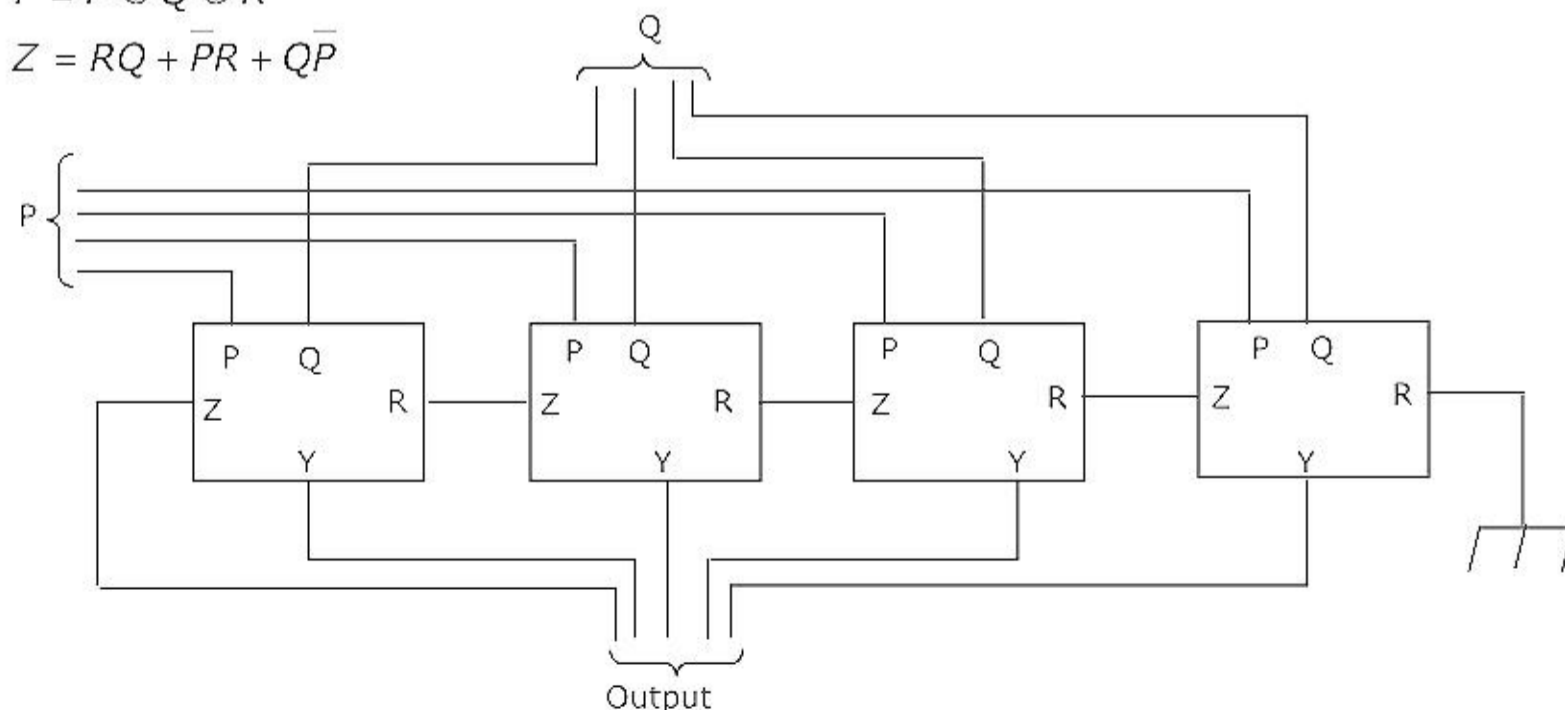 Z = RQ + P̅R + QP̅
Q
P
P Q P Q P Q P Q
Z R Z R Z R Z R
Y Y Y Y
Output